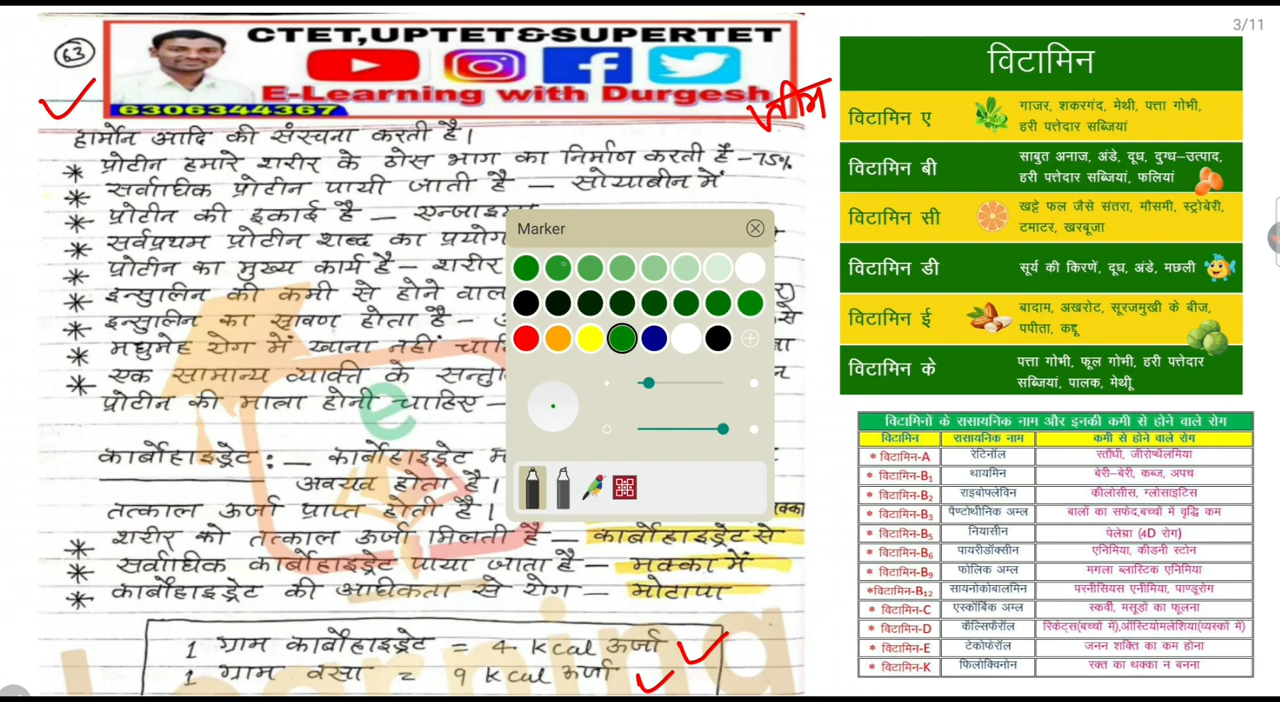 3/11
63
CTET,UPTET&SUPERTET
E-Learning with Durgesh
6306344367
हार्मोन आदि की संरचना करती है।
* प्रोटीन हमारे शरीर के ठोस भाग का निर्माण करती है - 75%
* सर्वाधिक प्रोटीन पायी जाती है — सोयाबीन में
* प्रोटीन की इकाई है —
* सर्वप्रथम प्रोटीन शब्द का प्रयोग
* प्रोटीन का मुख्य कार्य है — शरीर
* इन्सुलिन की कमी से होने वाल
* इन्सुलिन का स्रावण होता है -
से
* मधुमेह रोग में खाना नहीं चाहि
* एक सामान्य व्यक्ति के सन्तु
प्रोटीन की मात्रा होनी चाहिए —
कार्बोहाइड्रेट : — कार्बोहाइड्रेट
अवयव होता है।
तत्काल ऊर्जा प्राप्त होती है।
* शरीर को तत्काल ऊर्जा मिलती है — कार्बोहाइड्रेट से
* सर्वाधिक कार्बोहाइड्रेट पाया जाता है — मक्का में
* कार्बोहाइड्रेट की अधिकता से रोग — मोटापा
1 ग्राम कार्बोहाइड्रेट = 4 kcal ऊर्जा
1 ग्राम वसा = 9 kcal ऊर्जा
Marker
विटामिन
विटामिन ए
गाजर, शकरगंद, मेथी, पत्ता गोभी,
हरी पत्तेदार सब्जियां
विटामिन बी
साबुत अनाज, अंडे, दूध, दुग्ध–उत्पाद,
हरी पत्तेदार सब्जियां, फलियां
विटामिन सी
खट्टे फल जैसे संतरा, मौसमी, स्ट्रोबेरी,
टमाटर, खरबूजा
विटामिन डी
सूर्य की किरणें, दूध, अंडे, मछली
विटामिन ई
बादाम, अखरोट, सूरजमुखी के बीज,
पपीता, कद्दू
विटामिन के
पत्ता गोभी, फूल गोभी, हरी पत्तेदार
सब्जियां, पालक, मेथीू
विटामिनों के रासायनिक नाम और इनकी कमी से होने वाले रोग
विटामिन रासायनिक नाम कमी से होने वाले रोग
* विटामिन-A रेटिनॉल रतौंधी, जीरोप्थैलमिया
* विटामिन-B1 थायमिन बेरी–बेरी, कब्ज, अपच
* विटामिन-B2 राइबोफ्लेविन कीलोसीस, ग्लोसाइटिस
* विटामिन-B3 पैण्टोथीनिक अम्ल बालों का सफेद,बच्चों में वृद्धि कम
* विटामिन-B5 नियासीन पेलेग्रा (4D रोग)
* विटामिन-B6 पायरीडॉक्सीन एनिमिया, कीडनी स्टोन
* विटामिन-B9 फोलिक अम्ल मगला ब्लास्टिक एनिमिया
*विटामिन-B12 सायनोकोबालमिन परनीसियस एनीमिया, पाण्डूरोग
* विटामिन-C एस्कॉर्बिक अम्ल स्कर्वी, मसूड़ों का फूलना
* विटामिन-D कैल्सिफेरॉल रिकेट्स(बच्चों में),ऑस्टियोमलेशिया(व्यस्कों में)
* विटामिन-E टेकोफेरॉल जनन शक्ति का कम होना
* विटामिन-K फिलोक्विनोन रक्त का थक्का न बनना